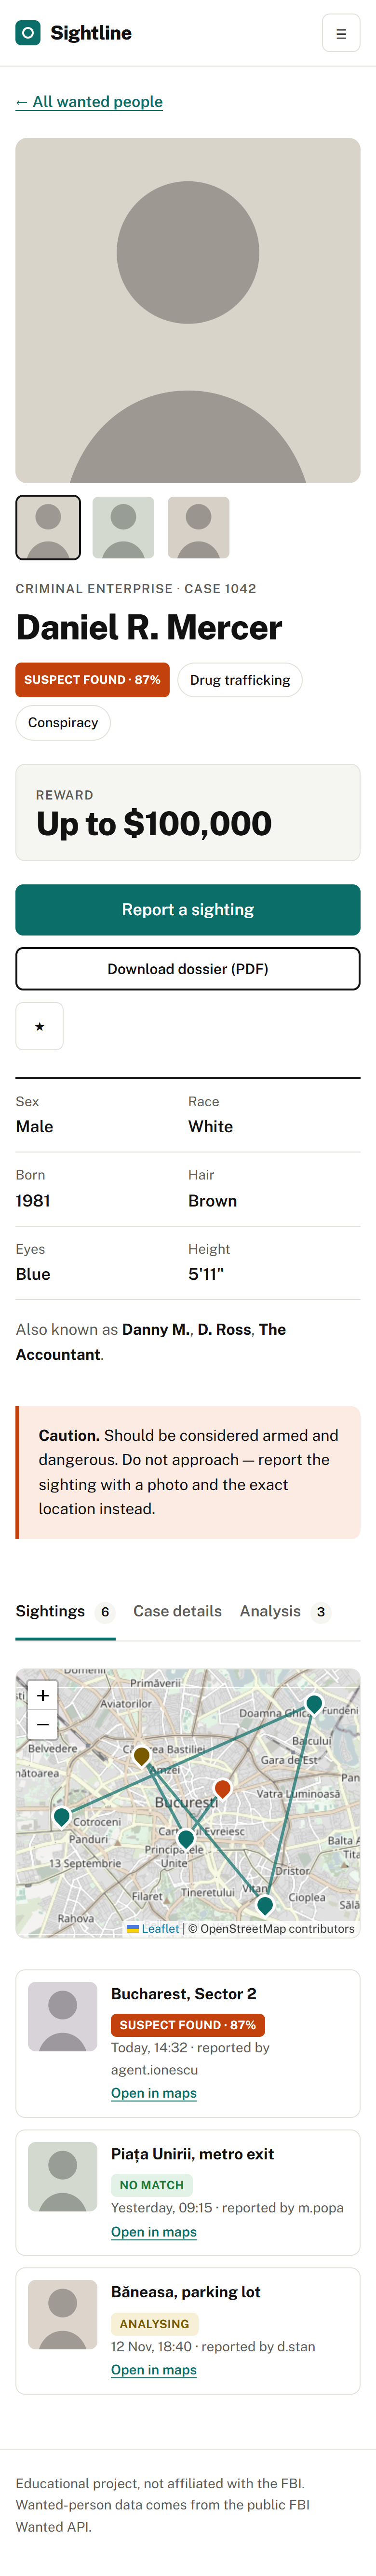 Sightline
☰
← All wanted people
CRIMINAL ENTERPRISE · CASE 1042
Daniel R. Mercer
SUSPECT FOUND · 87%
Drug trafficking
Conspiracy
REWARD
Up to $100,000
Report a sighting
Download dossier (PDF)
★
Sex
Race
Male
White
Born
Hair
1981
Brown
Eyes
Height
Blue
5'11"
Also known as Danny M., D. Ross, The
Accountant.
Caution. Should be considered armed and
dangerous. Do not approach — report the
sighting with a photo and the exact
location instead.
Sightings 6
Case details
Analysis 3
+
−
Primăverii
Aviatorilor
Belvedere
Fundeni
Baicului
Gara de Est
Vatra Luminoasă
București
Cotroceni
Panduri
13 Septembrie
Unite
Dristor
Filaret
Tineretului
Cioplea
Rahova
Leaflet | © OpenStreetMap contributors
Bucharest, Sector 2
SUSPECT FOUND · 87%
Today, 14:32 · reported by
agent.ionescu
Open in maps
Piața Unirii, metro exit
NO MATCH
Yesterday, 09:15 · reported by m.popa
Open in maps
Băneasa, parking lot
ANALYSING
12 Nov, 18:40 · reported by d.stan
Open in maps
Educational project, not affiliated with the FBI.
Wanted-person data comes from the public FBI
Wanted API.